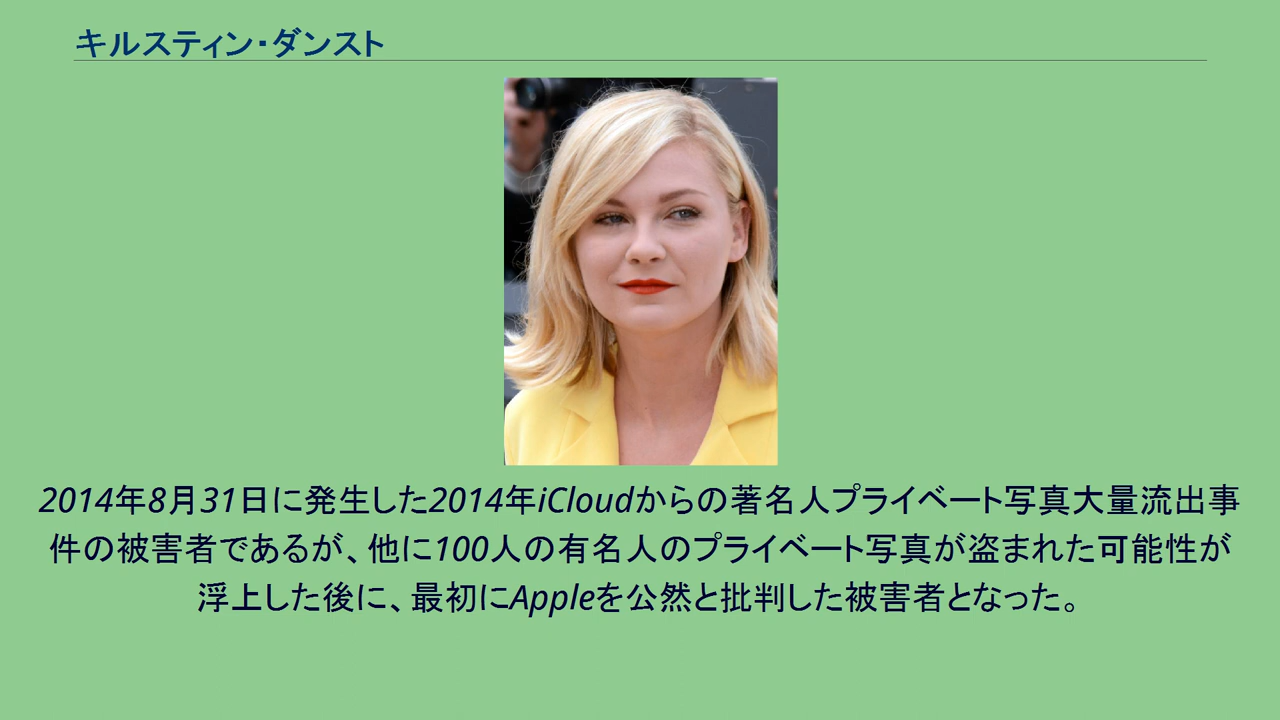 キルスティン・ダンスト
2014年8月31日に発生した2014年iCloudからの著名人プライベート写真大量流出事
件の被害者であるが、他に100人の有名人のプライベート写真が盗まれた可能性が
浮上した後に、最初にAppleを公然と批判した被害者となった。